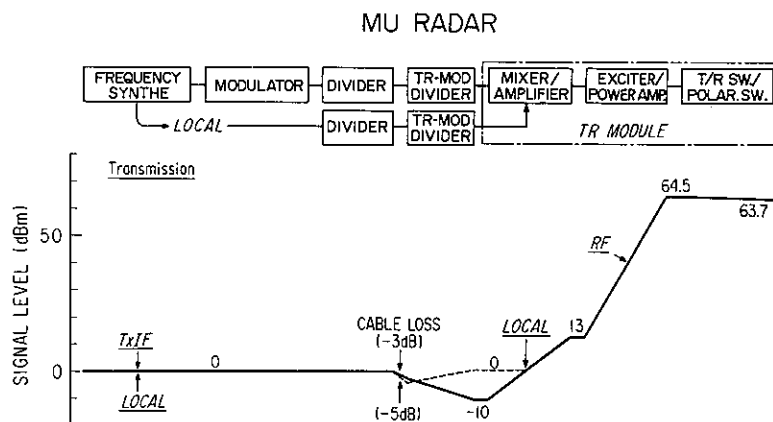 MU RADAR
FREQUENCY SYNTHE
MODULATOR
DIVIDER
TR-MOD DIVIDER
MIXER/ AMPLIFIER
EXCITER/ POWER AMP.
T/R SW./ POLAR. SW.
LOCAL
DIVIDER
TR-MOD DIVIDER
TR MODULE
Transmission
SIGNAL LEVEL (dBm)
50
0
TxIF
LOCAL
0
CABLE LOSS
(-3dB)
(-5dB)
-10
0
LOCAL
13
RF
64.5
63.7